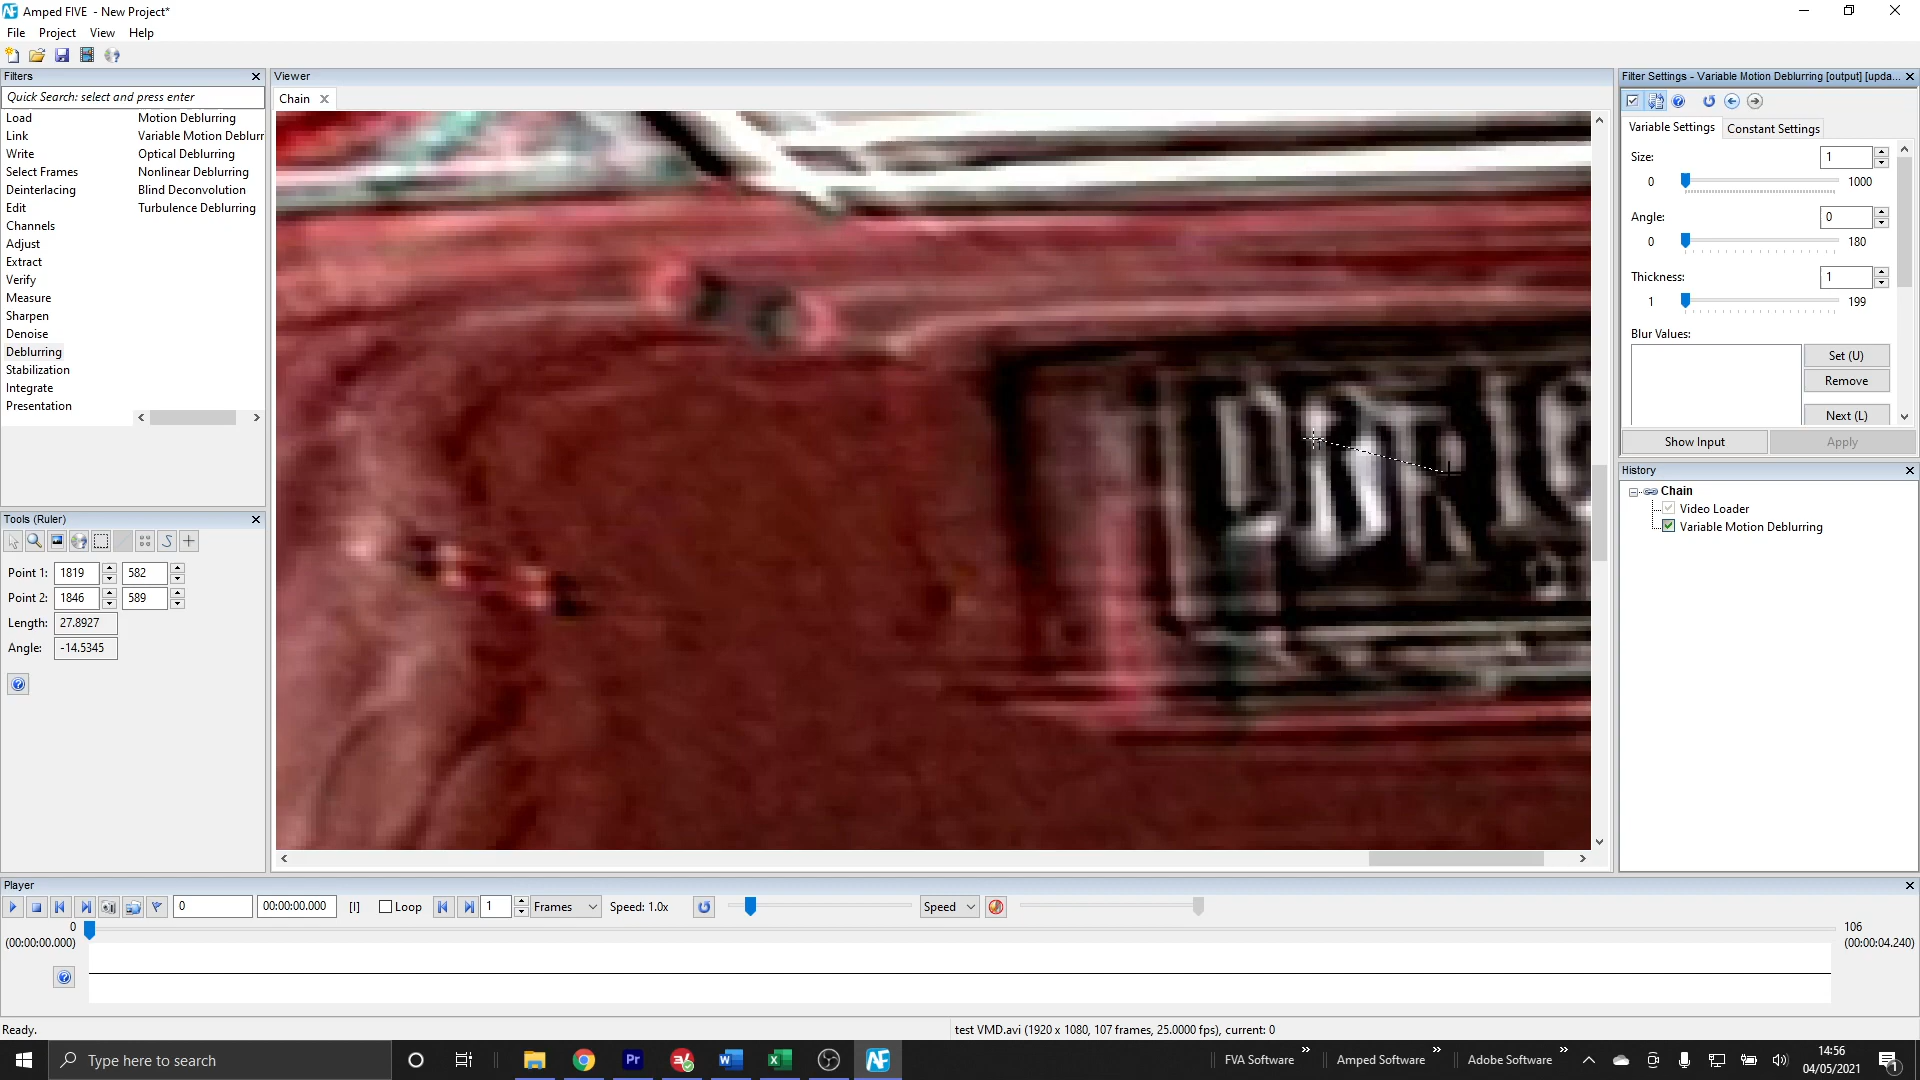 Amped FIVE - New Project*
File Project View Help
Filters
Quick Search: select and press enter
Load
Link
Write
Select Frames
Deinterlacing
Edit
Channels
Adjust
Extract
Verify
Measure
Sharpen
Denoise
Deblurring
Stabilization
Integrate
Presentation
Motion Deblurring
Variable Motion Deblurr
Optical Deblurring
Nonlinear Deblurring
Blind Deconvolution
Turbulence Deblurring
Tools (Ruler)
Point 1: 1819 582
Point 2: 1846 589
Length: 27.8927
Angle: -14.5345
Viewer
Chain
Filter Settings - Variable Motion Deblurring [output] [upda...
Variable Settings Constant Settings
Size: 1
0 1000
Angle: 0
0 180
Thickness: 1
1 199
Blur Values:
Set (U)
Remove
Next (L)
Show Input Apply
History
Chain
Video Loader
Variable Motion Deblurring
Player
0 00:00:00.000 [I] Loop 1 Frames Speed: 1.0x Speed
0
(00:00:00.000)
106
(00:00:04.240)
Ready. test VMD.avi (1920 x 1080, 107 frames, 25.0000 fps), current: 0
Type here to search
FVA Software Amped Software Adobe Software
14:56
04/05/2021